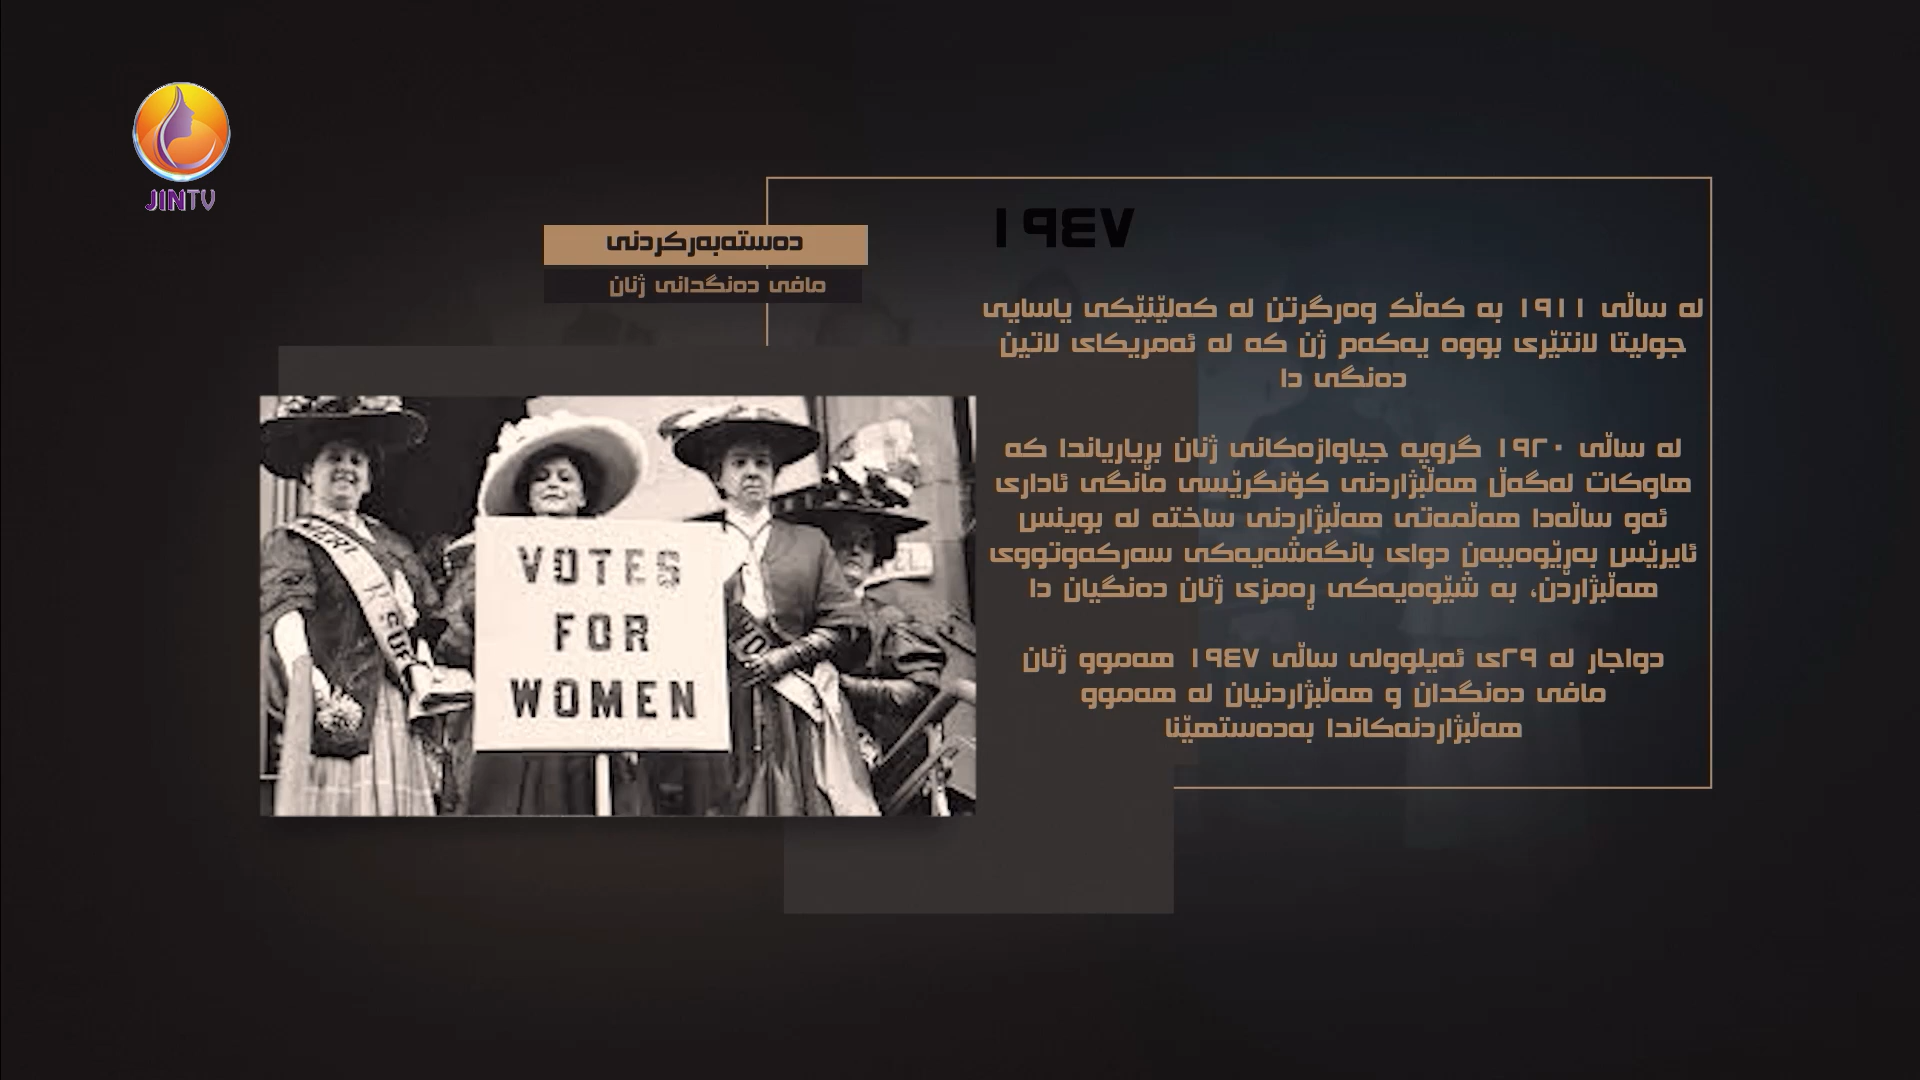 JINTV
دەستەبەرکردنی
مافی دەنگدانی ژنان
١٩٤٧
لە ساڵی ١٩١١ بە کەڵک وەرگرتن لە کەلێنێکی یاسایی
جولیتا لانتێری بووە یەکەم ژن کە لە ئەمریکای لاتین
دەنگی دا
لە ساڵی ١٩٢٠ گروپە جیاوازەکانی ژنان بڕیاریاندا کە
هاوکات لەگەڵ هەڵبژاردنی کۆنگرێسی مانگی ئاداری
ئەو ساڵەدا هەڵمەتی هەڵبژاردنی ساختە لە بوینس
ئایرێس بەڕێوەببەن دوای بانگەشەیەکی سەرکەوتووی
هەڵبژاردن، بە شێوەیەکی ڕەمزی ژنان دەنگیان دا
دواجار لە ٢٩ی ئەیلوولی ساڵی ١٩٤٧ هەموو ژنان
مافی دەنگدان و هەڵبژاردنیان لە هەموو
هەڵبژاردنەکاندا بەدەستهێنا
VOTES
FOR
WOMEN